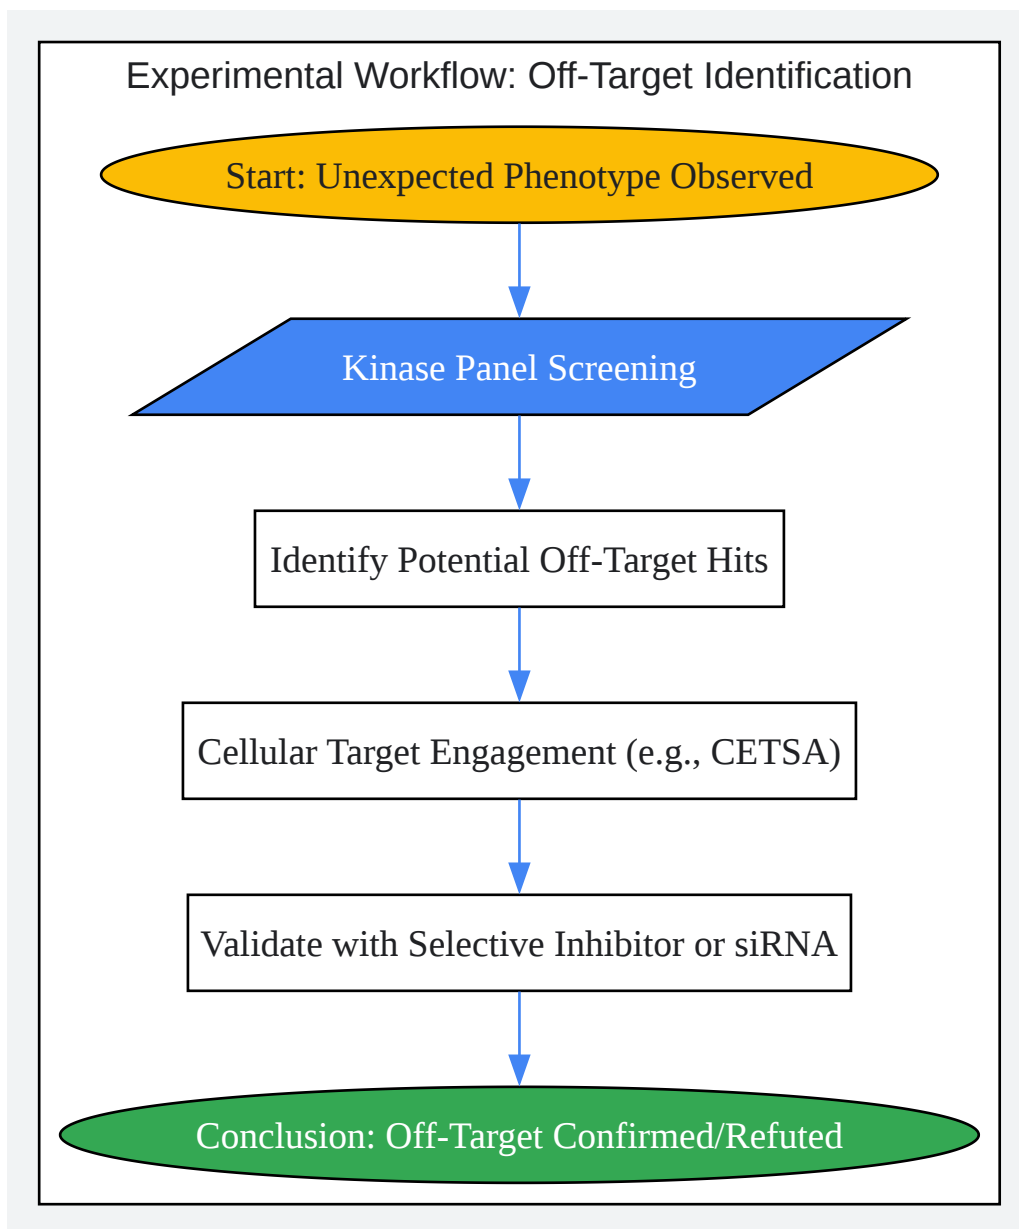 Experimental Workflow: Off-Target Identification
Start: Unexpected Phenotype Observed
Kinase Panel Screening
Identify Potential Off-Target Hits
Cellular Target Engagement (e.g., CETSA)
Validate with Selective Inhibitor or siRNA
Conclusion: Off-Target Confirmed/Refuted